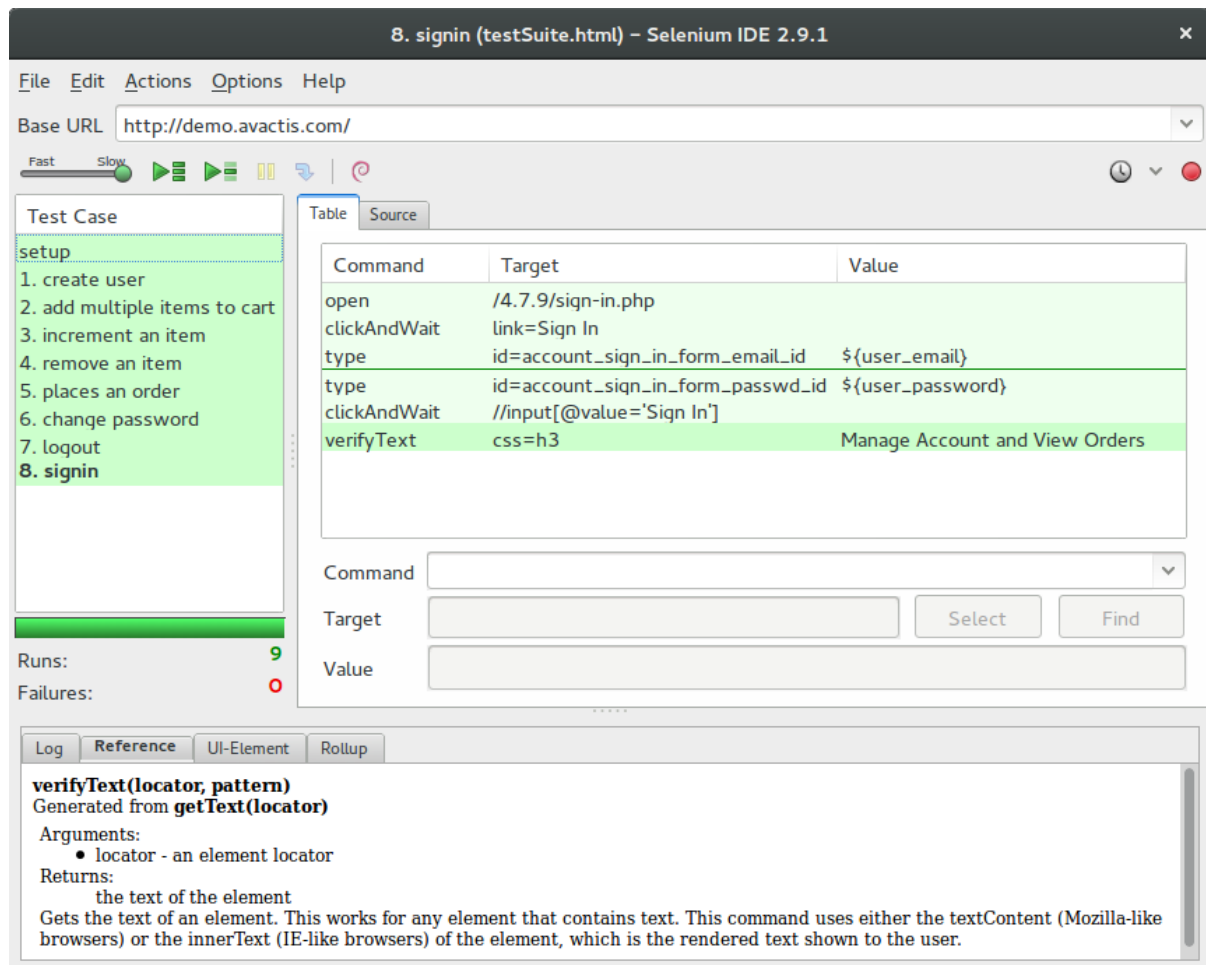 8. signin (testSuite.html) – Selenium IDE 2.9.1 ×
File Edit Actions Options Help
Base URL http://demo.avactis.com/
Fast Slow
Test Case
setup
1. create user
2. add multiple items to cart
3. increment an item
4. remove an item
5. places an order
6. change password
7. logout
8. signin
Runs: 9
Failures: 0
Table Source
Command Target Value
open /4.7.9/sign-in.php
clickAndWait link=Sign In
type id=account_sign_in_form_email_id ${user_email}
type id=account_sign_in_form_passwd_id ${user_password}
clickAndWait //input[@value='Sign In']
verifyText css=h3 Manage Account and View Orders
Command
Target Select Find
Value
Log Reference UI-Element Rollup
verifyText(locator, pattern)
Generated from getText(locator)
Arguments:
• locator - an element locator
Returns:
the text of the element
Gets the text of an element. This works for any element that contains text. This command uses either the textContent (Mozilla-like
browsers) or the innerText (IE-like browsers) of the element, which is the rendered text shown to the user.